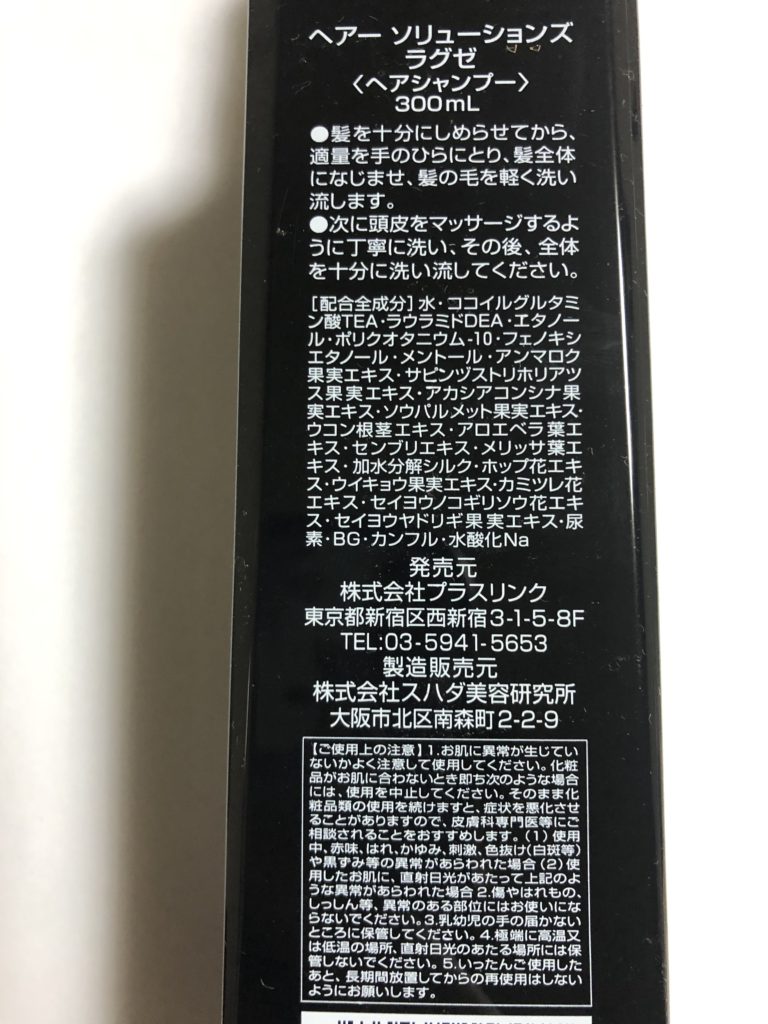 ヘアー ソリューションズ
ラグゼ
〈ヘアシャンプー〉
300mL
●髪を十分にしめらせてから、
適量を手のひらにとり、髪全体
になじませ、髪の毛を軽く洗い
流します。
●次に頭皮をマッサージするよ
うに丁寧に洗い、その後、全体
を十分に洗い流してください。
[配合全成分]水・ココイルグルタミ
ン酸TEA・ラウラミドDEA・エタノー
ル・ポリクオタニウム-10・フェノキシ
エタノール・メントール・アンマロク
果実エキス・サピンヅストリホリアツ
ス果実エキス・アカシアコンシナ果
実エキス・ソウパルメット果実エキス・
ウコン根茎エキス・アロエベラ葉エ
キス・センブリエキス・メリッサ葉エ
キス・加水分解シルク・ホップ花エキ
ス・ウイキョウ果実エキス・カミツレ花
エキス・セイヨウノコギリソウ花エキ
ス・セイヨウヤドリギ果実エキス・尿
素・BG・カンフル・水酸化Na
発売元
株式会社プラスリンク
東京都新宿区西新宿3-1-5-8F
TEL:03-5941-5653
製造販売元
株式会社スハダ美容研究所
大阪市北区南森町2-2-9
【ご使用上の注意】1.お肌に異常が生じてい
ないかよく注意して使用してください。化粧
品がお肌に合わないとき即ち次のような場合
には、使用を中止してください。そのまま化
粧品類の使用を続けますと、症状を悪化させ
ることがありますので、皮膚科専門医等にご
相談されることをおすすめします。(1)使用
中、赤味、はれ、かゆみ、刺激、色抜け(白斑等)
や黒ずみ等の異常があらわれた場合(2)使
用したお肌に、直射日光があたって上記のよ
うな異常があらわれた場合2.傷やはれもの、
しっしん等、異常のある部位にはお使いにな
らないでください。3.乳幼児の手の届かない
ところに保管してください。4.極端に高温又
は低温の場所、直射日光のあたる場所には保
管しないでください。5.いったんご使用した
あと、長期間放置してからの再使用はしない
ようにお願いします。